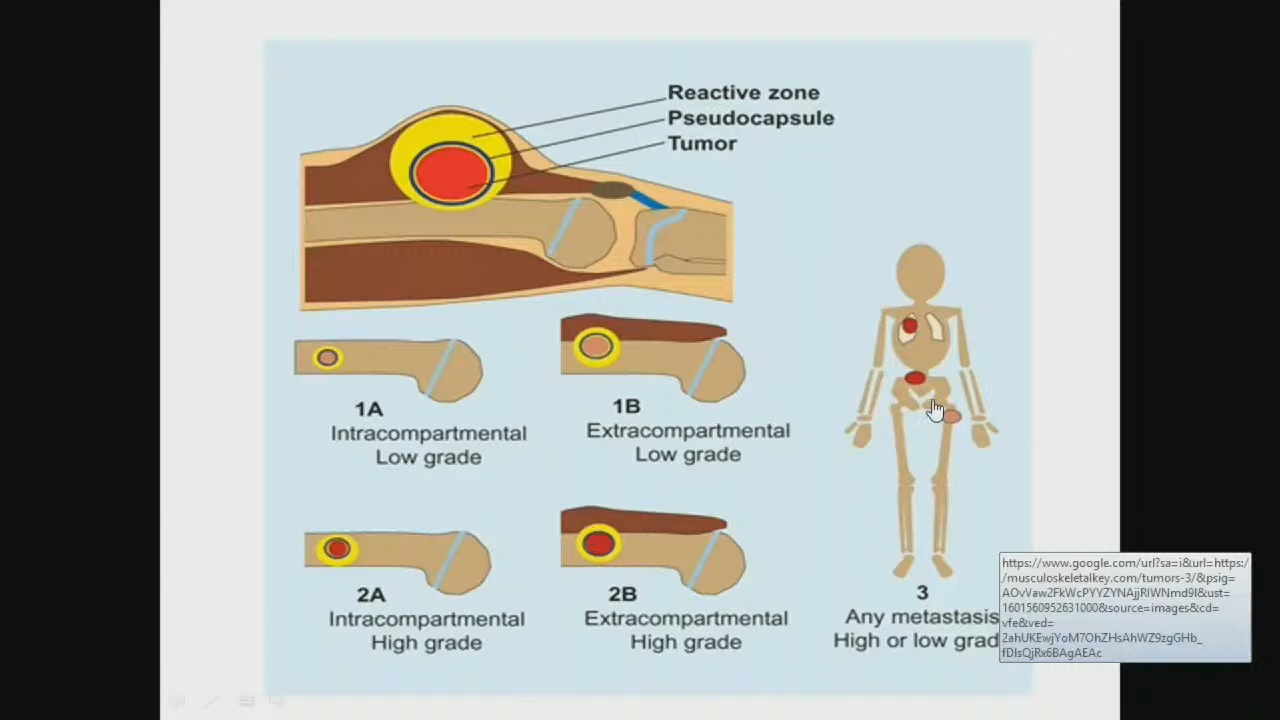 Reactive zone
Pseudocapsule
Tumor
1A
Intracompartmental
Low grade
1B
Extracompartmental
Low grade
2A
Intracompartmental
High grade
2B
Extracompartmental
High grade
3
Any metastasis
High or low grad
https://www.google.com/url?sa=i&url=https:/
/musculoskeletalkey.com/tumors-3/&psig=
AOvVaw2FkWcPYYZYNAjjRlWNmd9I&ust=
1601560952631000&source=images&cd=
vfe&ved=
2ahUKEwjYoM7OhZHsAhWZ9zgGHb_
fDIsQjRx6BAgAEAc